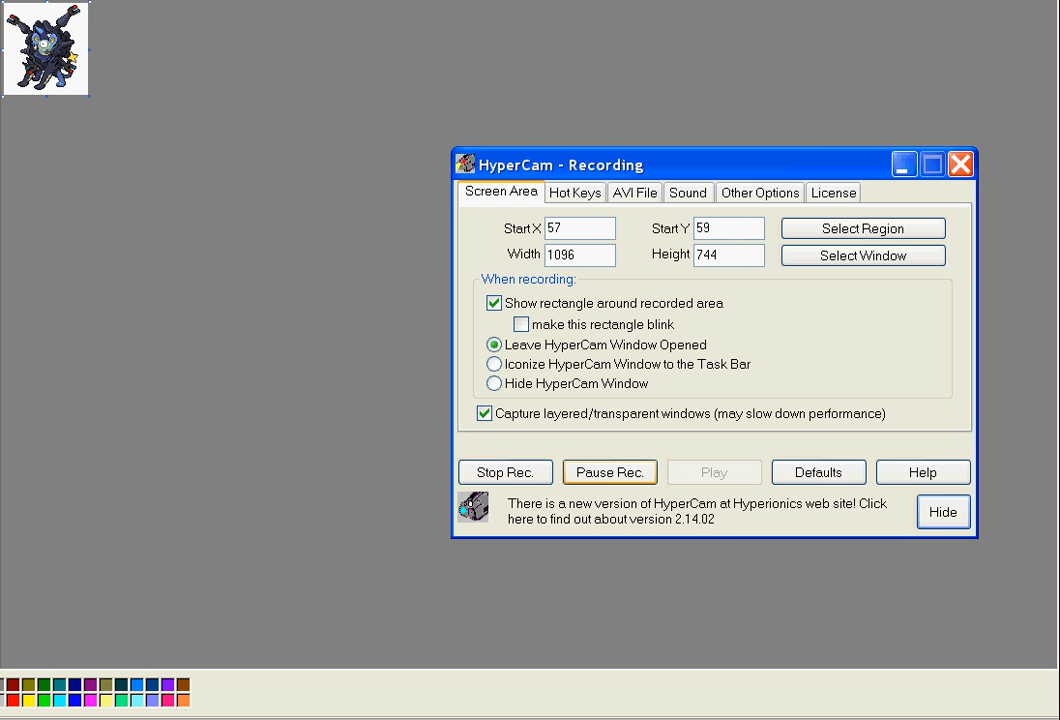 HyperCam - Recording
Screen Area Hot Keys AVI File Sound Other Options License
Start X 57 Start Y 59 Select Region
Width 1096 Height 744 Select Window
When recording:
Show rectangle around recorded area
make this rectangle blink
Leave HyperCam Window Opened
Iconize HyperCam Window to the Task Bar
Hide HyperCam Window
Capture layered/transparent windows (may slow down performance)
Stop Rec. Pause Rec. Play Defaults Help
There is a new version of HyperCam at Hyperionics web site! Click
here to find out about version 2.14.02
Hide